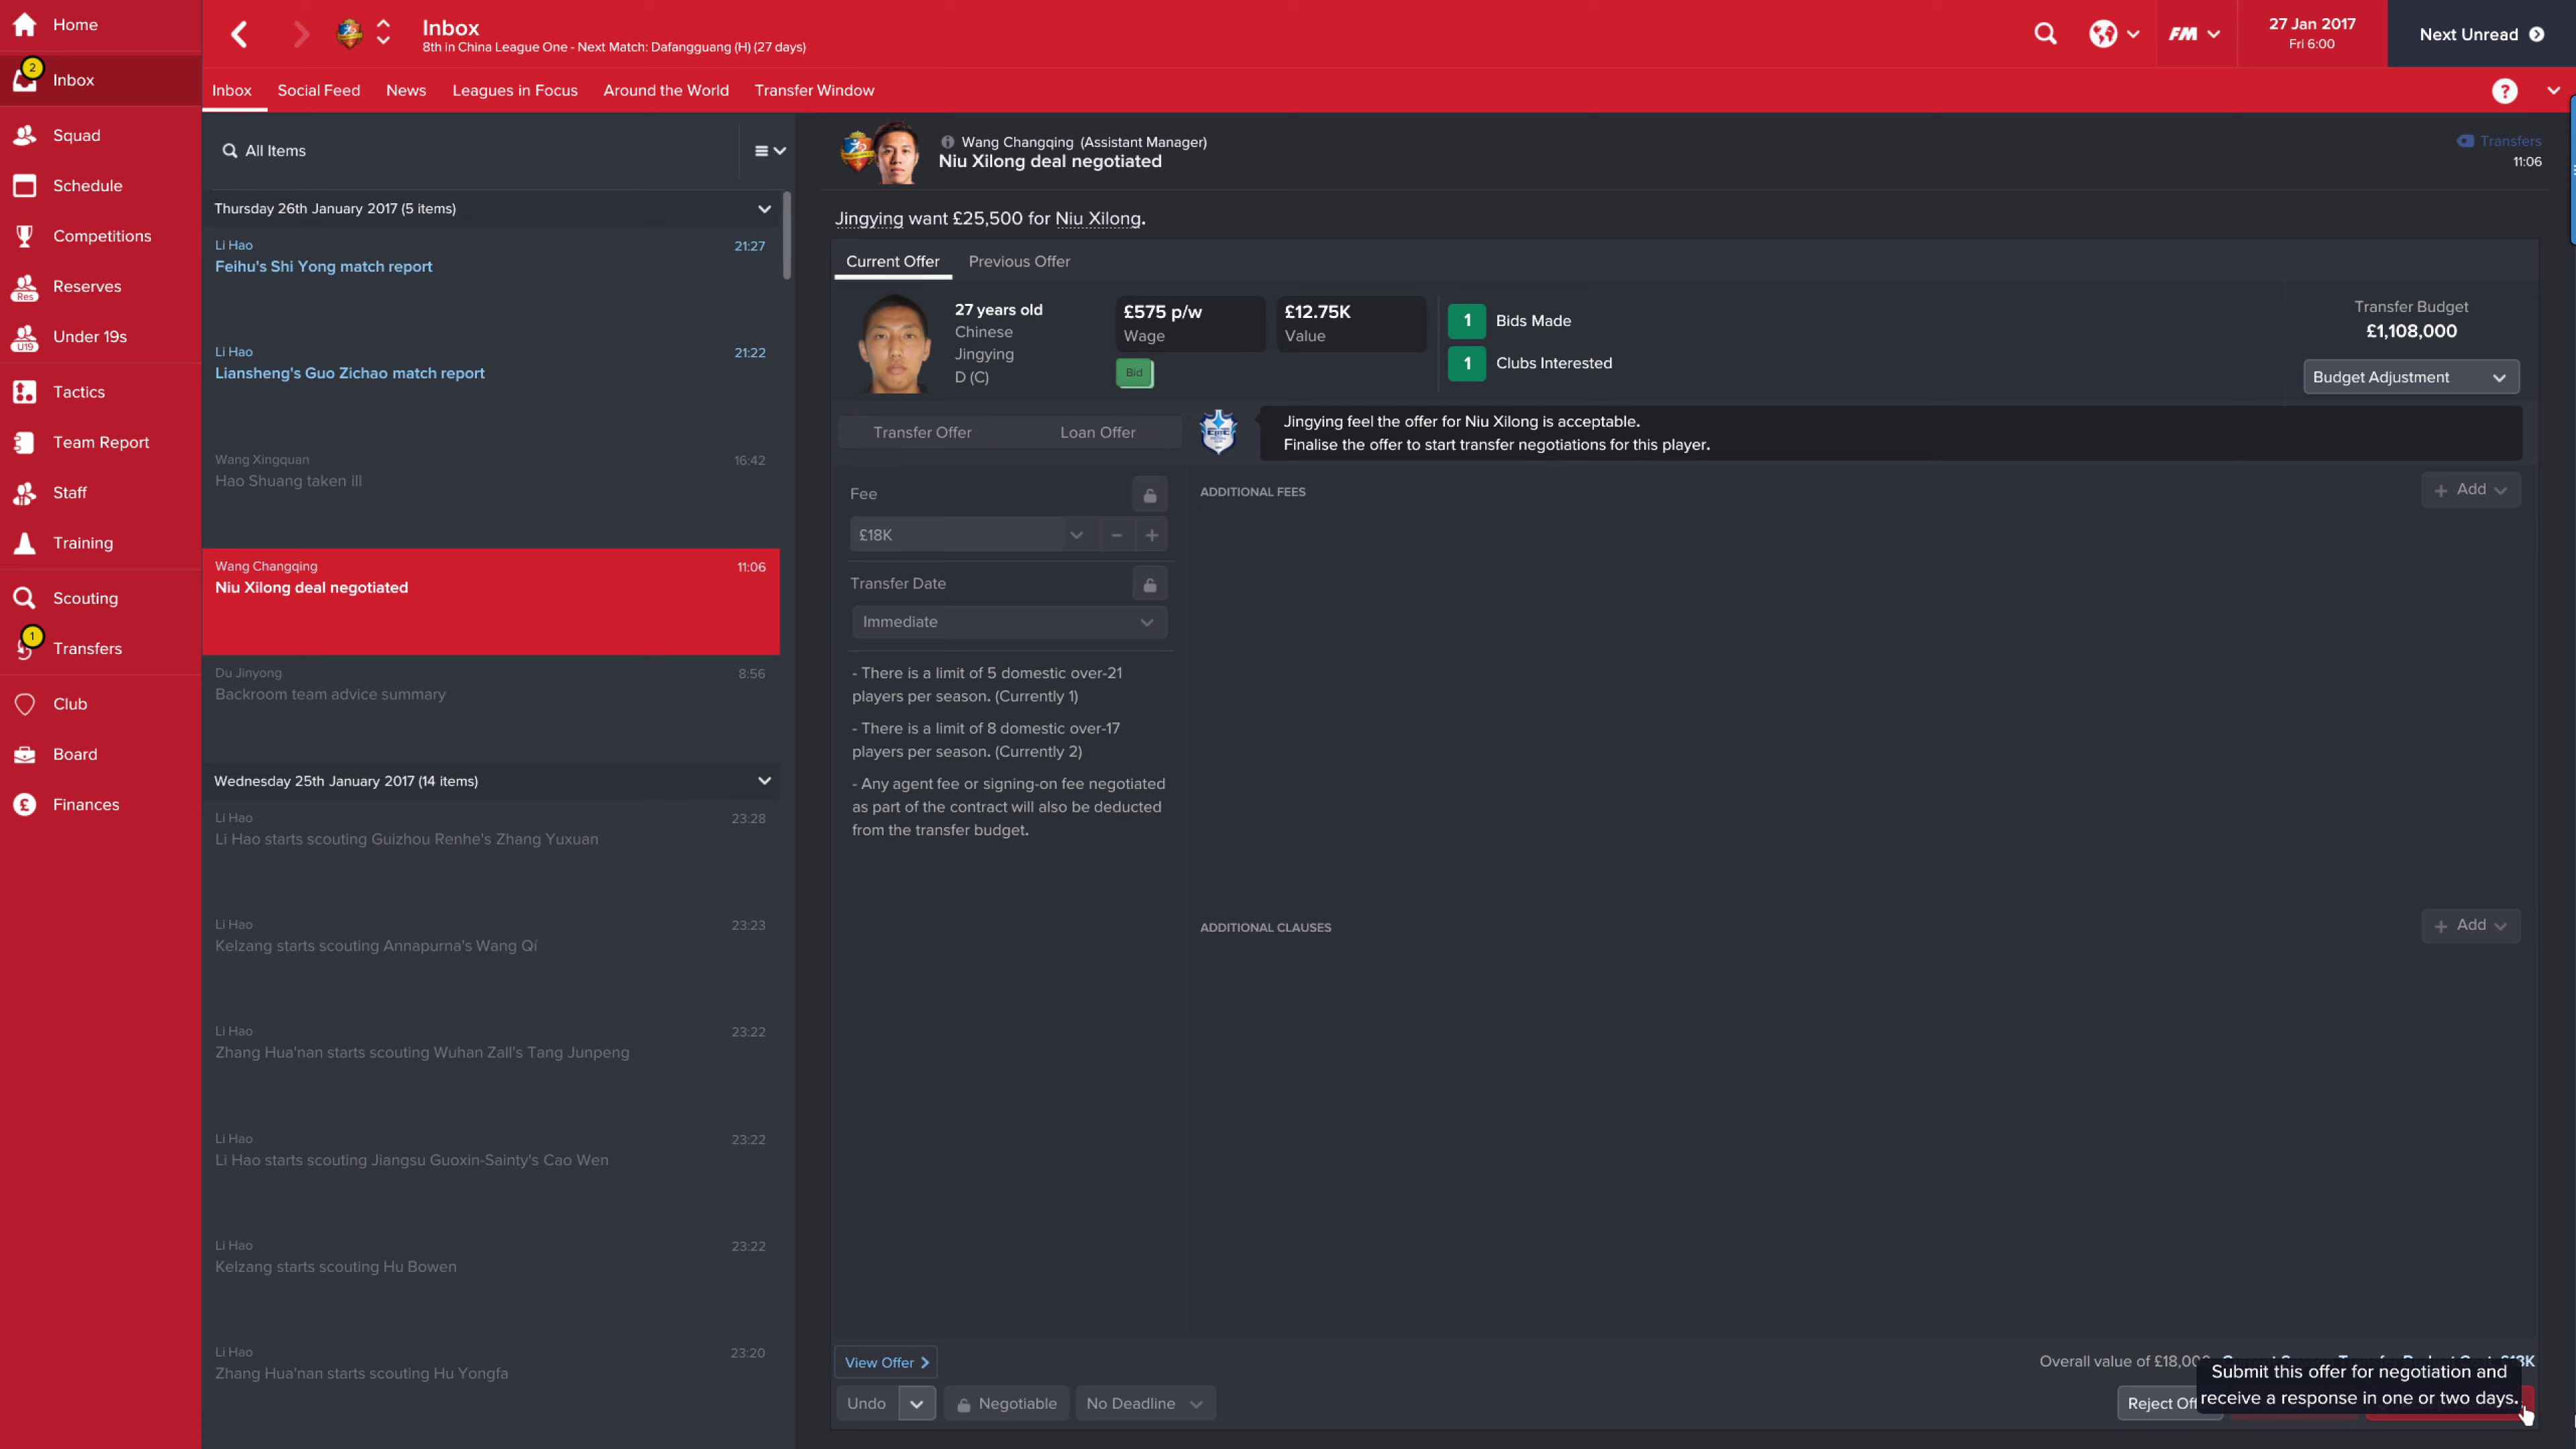 Home
2
Inbox
Squad
Schedule
Competitions
Res
Reserves
U19
Under 19s
Tactics
Team Report
Staff
Training
Scouting
1
Transfers
Club
Board
£
Finances
Inbox
8th in China League One - Next Match: Dafangguang (H) (27 days)
FM
27 Jan 2017
Fri 6:00
Next Unread
Inbox
Social Feed
News
Leagues in Focus
Around the World
Transfer Window
?
All Items
Thursday 26th January 2017 (5 items)
Li Hao
21:27
Feihu's Shi Yong match report
Li Hao
21:22
Liansheng's Guo Zichao match report
Wang Xingquan
16:42
Hao Shuang taken ill
Wang Changqing
11:06
Niu Xilong deal negotiated
Du Jinyong
8:56
Backroom team advice summary
Wednesday 25th January 2017 (14 items)
Li Hao
23:28
Li Hao starts scouting Guizhou Renhe's Zhang Yuxuan
Li Hao
23:23
Kelzang starts scouting Annapurna's Wang Qí
Li Hao
23:22
Zhang Hua'nan starts scouting Wuhan Zall's Tang Junpeng
Li Hao
23:22
Li Hao starts scouting Jiangsu Guoxin-Sainty's Cao Wen
Li Hao
23:22
Kelzang starts scouting Hu Bowen
Li Hao
23:20
Zhang Hua'nan starts scouting Hu Yongfa
Wang Changqing (Assistant Manager)
Niu Xilong deal negotiated
Transfers
11:06
Jingying want £25,500 for Niu Xilong.
Current Offer
Previous Offer
27 years old
Chinese
Jingying
D (C)
£575 p/w
Wage
£12.75K
Value
Bid
1 Bids Made
1 Clubs Interested
Transfer Budget
£1,108,000
Budget Adjustment
Transfer Offer
Loan Offer
Jingying feel the offer for Niu Xilong is acceptable.
Finalise the offer to start transfer negotiations for this player.
Fee
£18K
Transfer Date
Immediate
- There is a limit of 5 domestic over-21
players per season. (Currently 1)
- There is a limit of 8 domestic over-17
players per season. (Currently 2)
- Any agent fee or signing-on fee negotiated
as part of the contract will also be deducted
from the transfer budget.
ADDITIONAL FEES
+ Add
ADDITIONAL CLAUSES
+ Add
View Offer
Overall value of £18,00
Undo
Negotiable
No Deadline
Reject Off
Submit this offer for negotiation and
receive a response in one or two days.